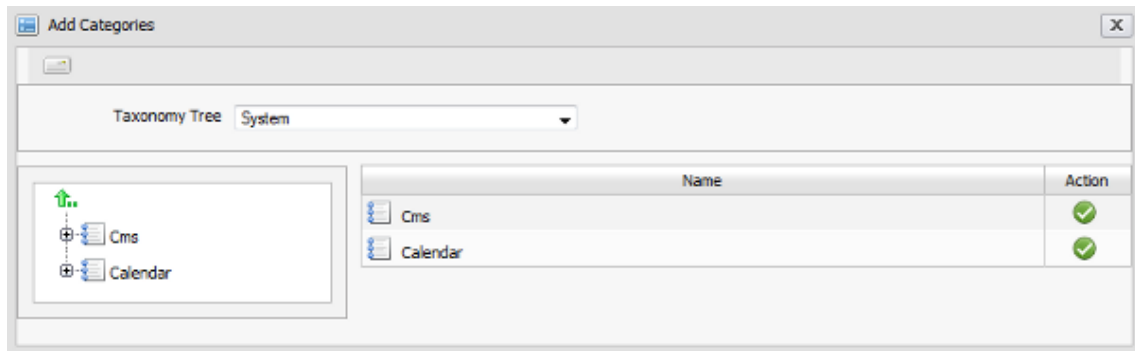 Add Categories
X
Taxonomy Tree System
Name Action
Cms
Calendar
Cms
Calendar